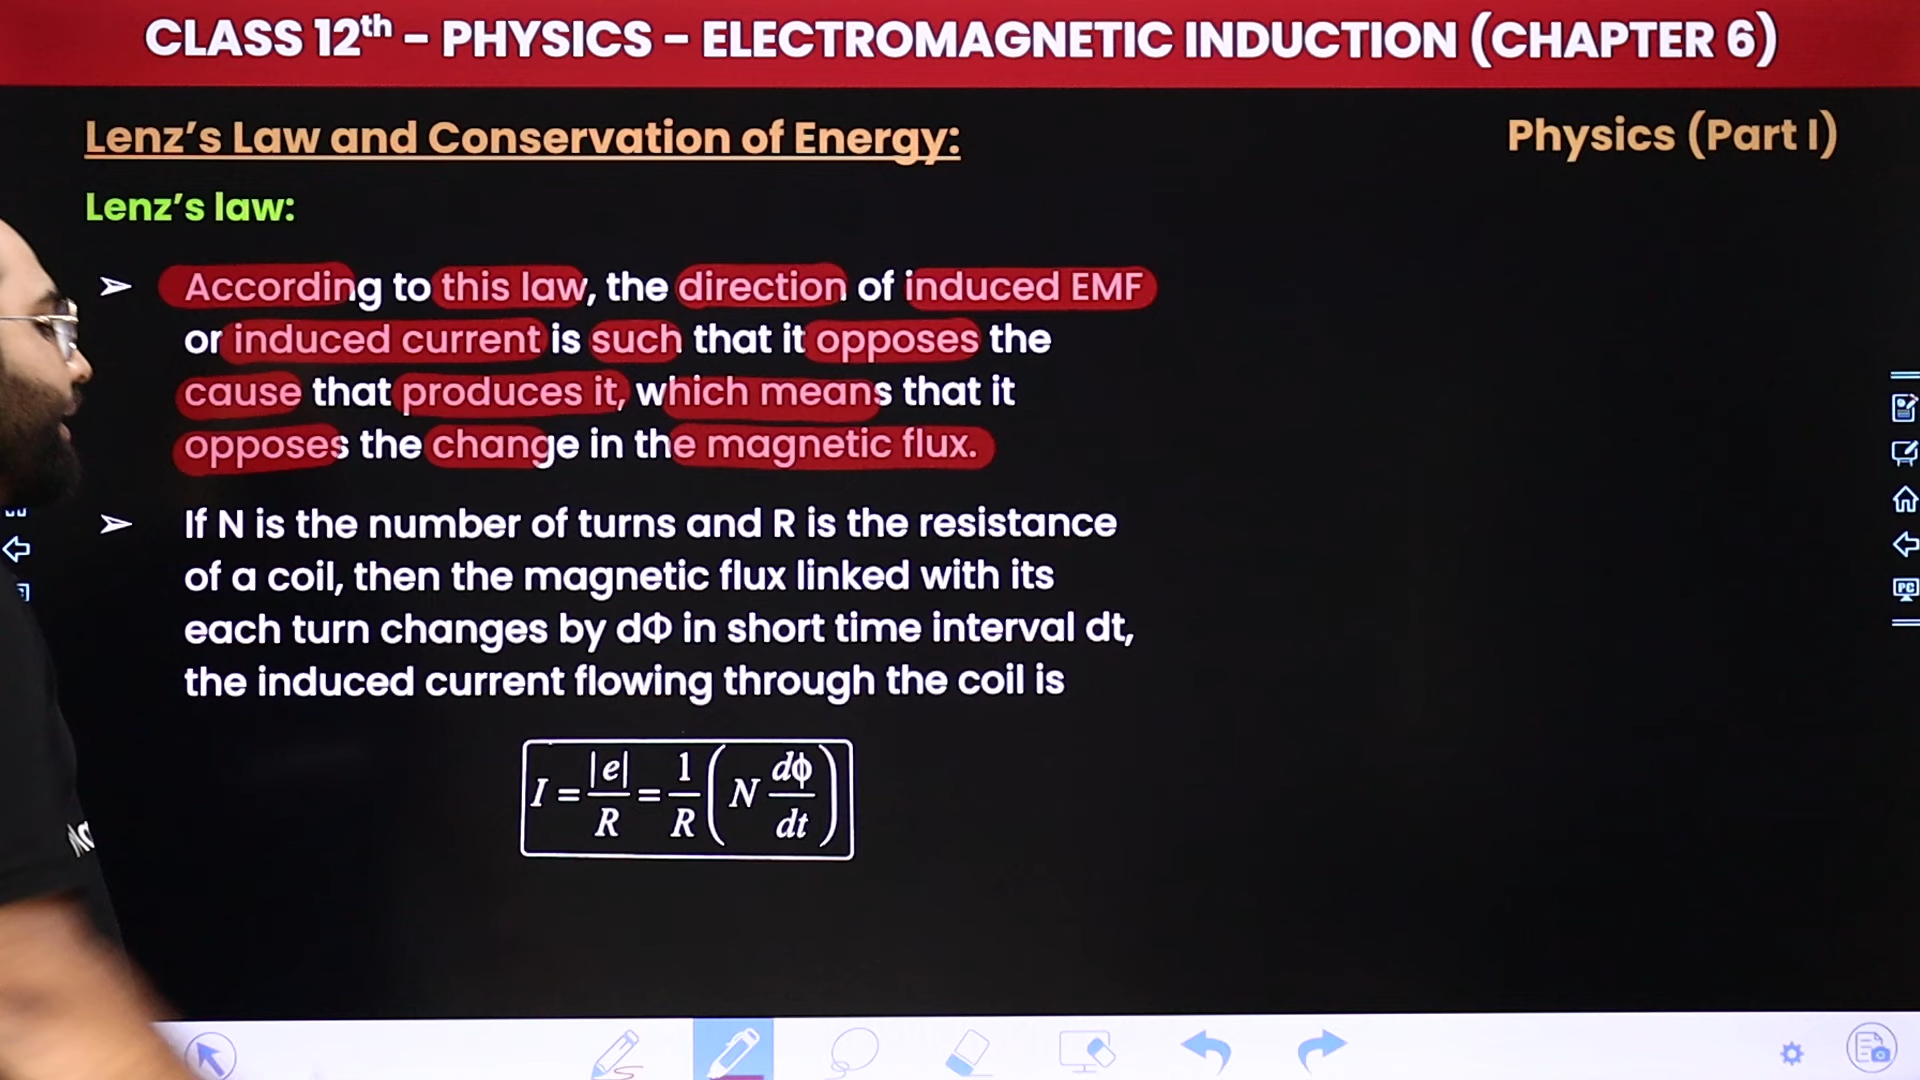 CLASS 12th - PHYSICS - ELECTROMAGNETIC INDUCTION (CHAPTER 6)
Lenz's Law and Conservation of Energy:
Physics (Part I)
Lenz's law:
➢ According to this law, the direction of induced EMF
or induced current is such that it opposes the
cause that produces it, which means that it
opposes the change in the magnetic flux.
➢ If N is the number of turns and R is the resistance
of a coil, then the magnetic flux linked with its
each turn changes by dΦ in short time interval dt,
the induced current flowing through the coil is
I = |e|/R = 1/R (N dϕ/dt)
PC